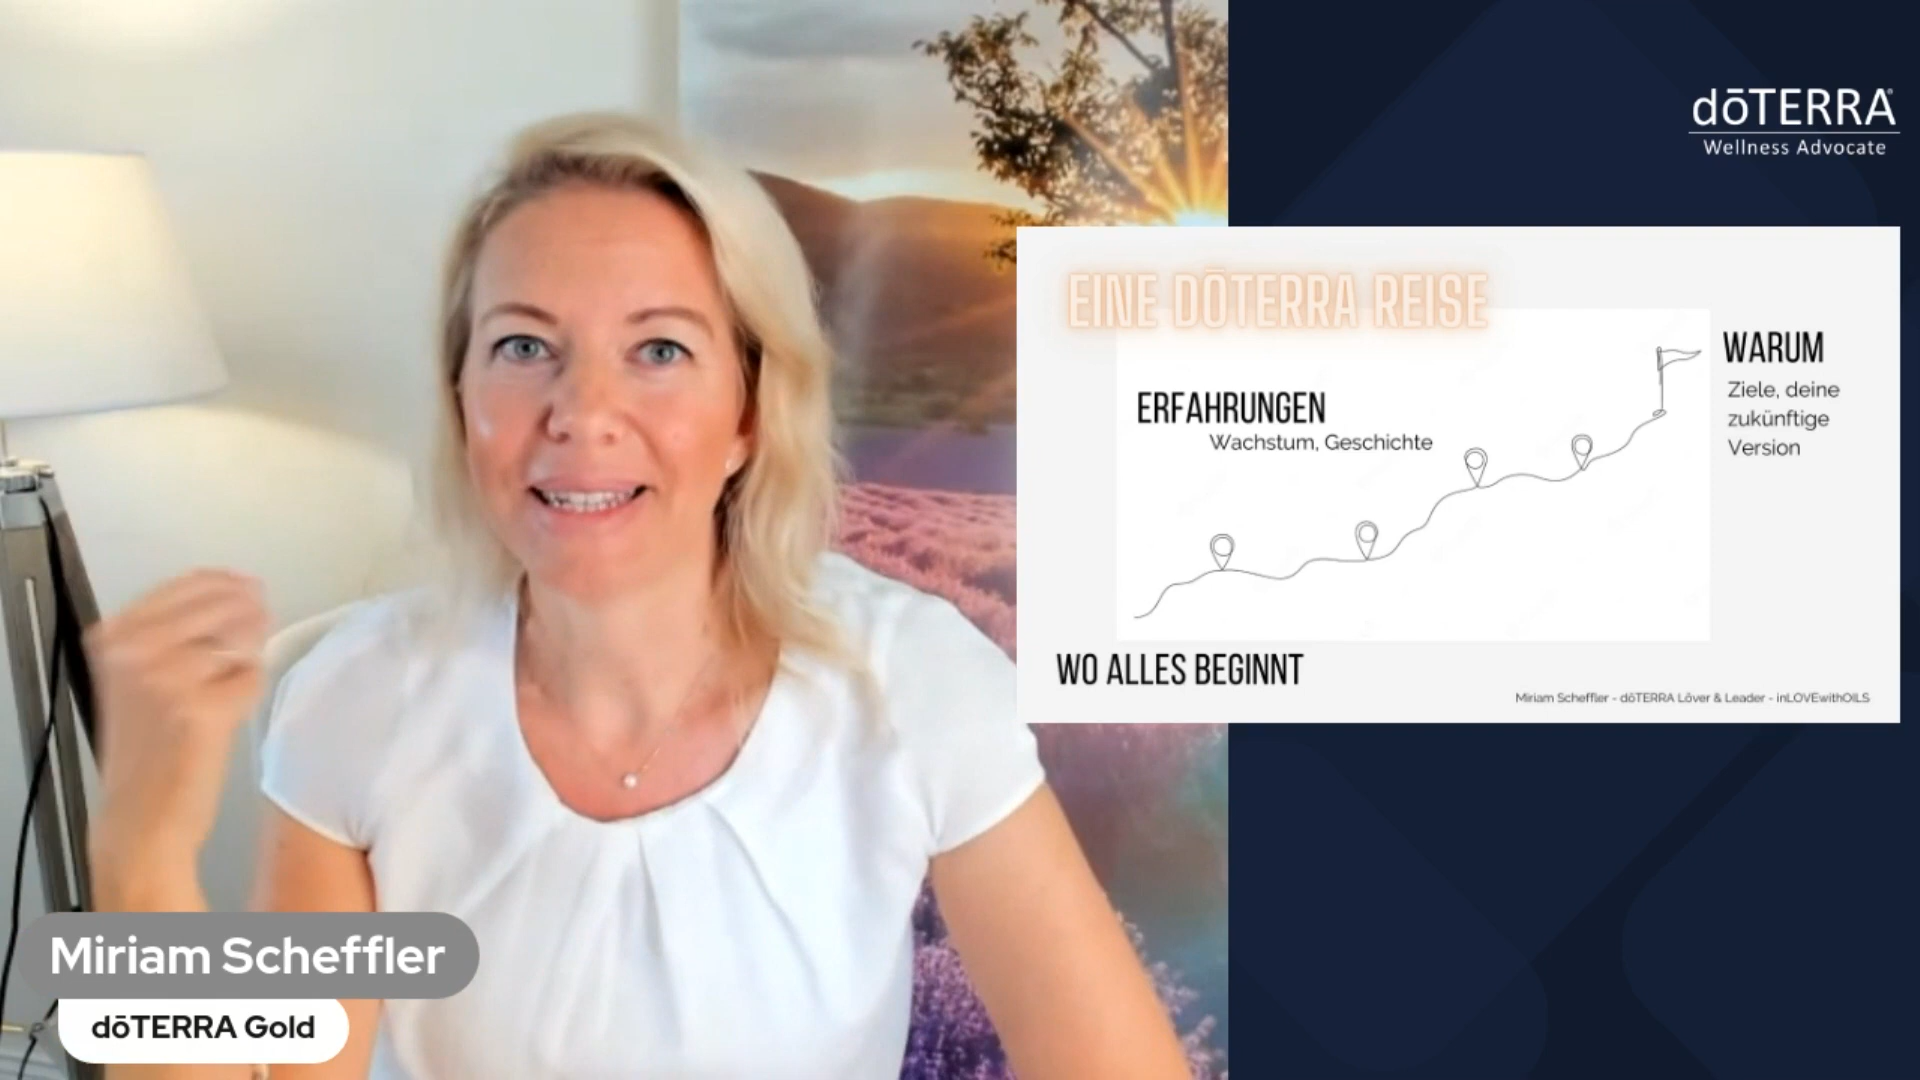 dōTERRA®
Wellness Advocate
EINE DŌTERRA REISE
WARUM
Ziele, deine
zukünftige
Version
ERFAHRUNGEN
Wachstum, Geschichte
WO ALLES BEGINNT
Miriam Scheffler - dōTERRA Lōver & Leader - inLOVEwithOILS
Miriam Scheffler
dōTERRA Gold